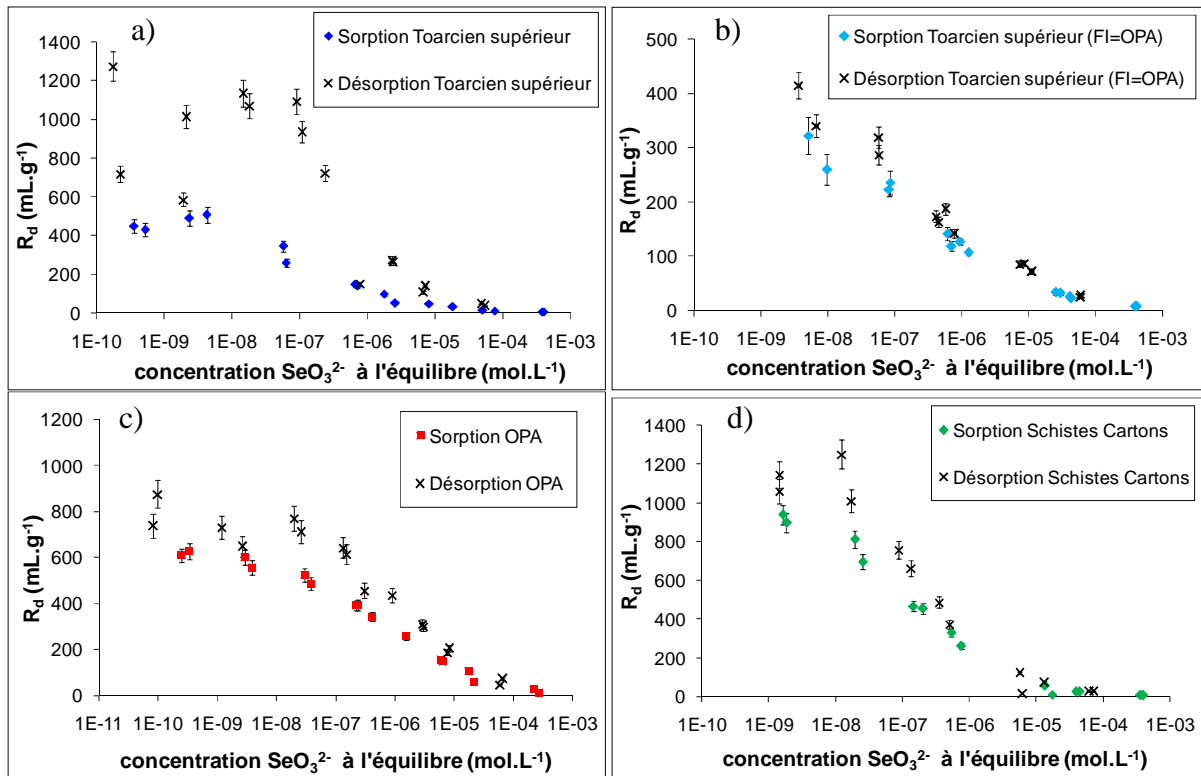 a)
Sorption Toarcien supérieur
Désorption Toarcien supérieur
R_d (mL.g⁻¹)
1400
1200
1000
800
600
400
200
0
1E-10 1E-09 1E-08 1E-07 1E-06 1E-05 1E-04 1E-03
concentration SeO₃²⁻ à l'équilibre (mol.L⁻¹)
b)
Sorption Toarcien supérieur (FI=OPA)
Désorption Toarcien supérieur (FI=OPA)
R_d (mL.g⁻¹)
500
400
300
200
100
0
1E-10 1E-09 1E-08 1E-07 1E-06 1E-05 1E-04 1E-03
concentration SeO₃²⁻ à l'équilibre (mol.L⁻¹)
c)
Sorption OPA
Désorption OPA
R_d (mL.g⁻¹)
1200
1000
800
600
400
200
0
1E-11 1E-10 1E-09 1E-08 1E-07 1E-06 1E-05 1E-04 1E-03
concentration SeO₃²⁻ à l'équilibre (mol.L⁻¹)
d)
Sorption Schistes Cartons
Désorption Schistes Cartons
R_d (mL.g⁻¹)
1400
1200
1000
800
600
400
200
0
1E-10 1E-09 1E-08 1E-07 1E-06 1E-05 1E-04 1E-03
concentration SeO₃²⁻ à l'équilibre (mol.L⁻¹)